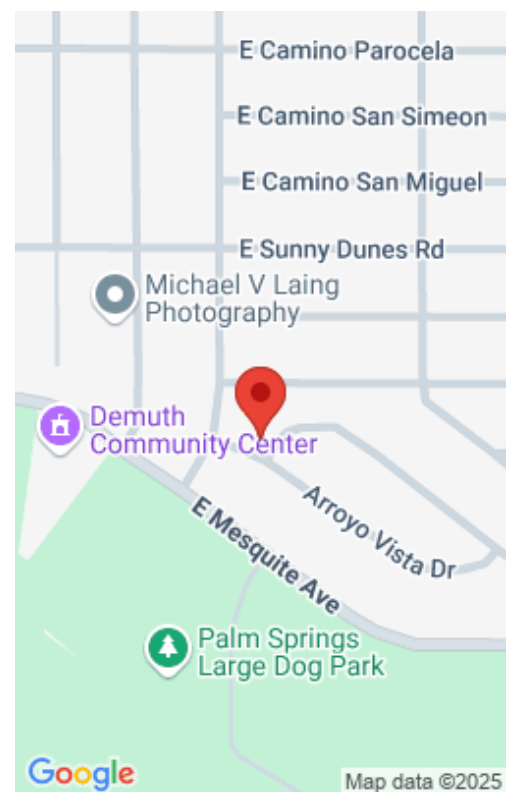 E Camino Parocela
E Camino San Simeon
E Camino San Miguel
E Sunny Dunes Rd
Michael V Laing
Photography
Demuth
Community Center
Arroyo Vista Dr
E Mesquite Ave
Palm Springs
Large Dog Park
Google
Map data ©2025